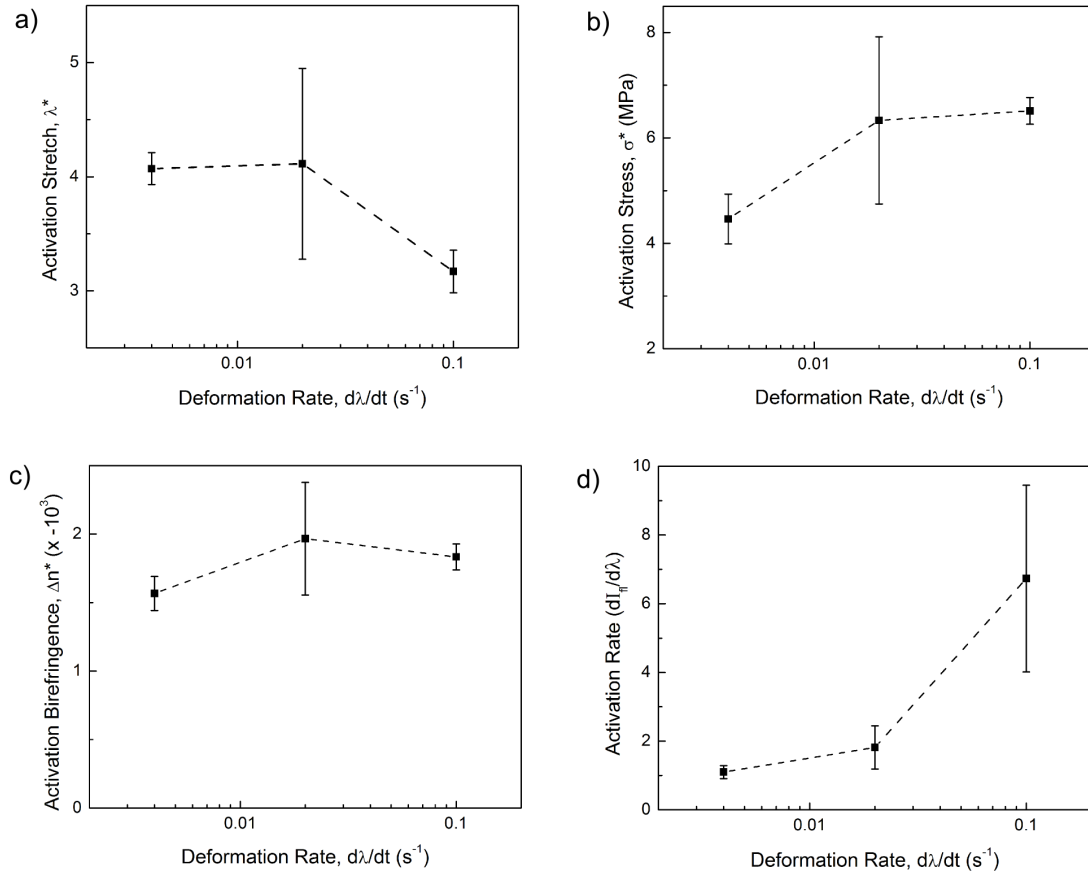 a)
5
4
3
Activation Stretch, λ*
0.01
0.1
Deformation Rate, dλ/dt (s⁻¹)
b)
8
6
4
2
Activation Stress, σ* (MPa)
0.01
0.1
Deformation Rate, dλ/dt (s⁻¹)
c)
2
1
0
Activation Birefringence, Δn* (x -10³)
0.01
0.1
Deformation Rate, dλ/dt (s⁻¹)
d)
10
8
6
4
2
0
Activation Rate (dI_fl/dλ)
0.01
0.1
Deformation Rate, dλ/dt (s⁻¹)